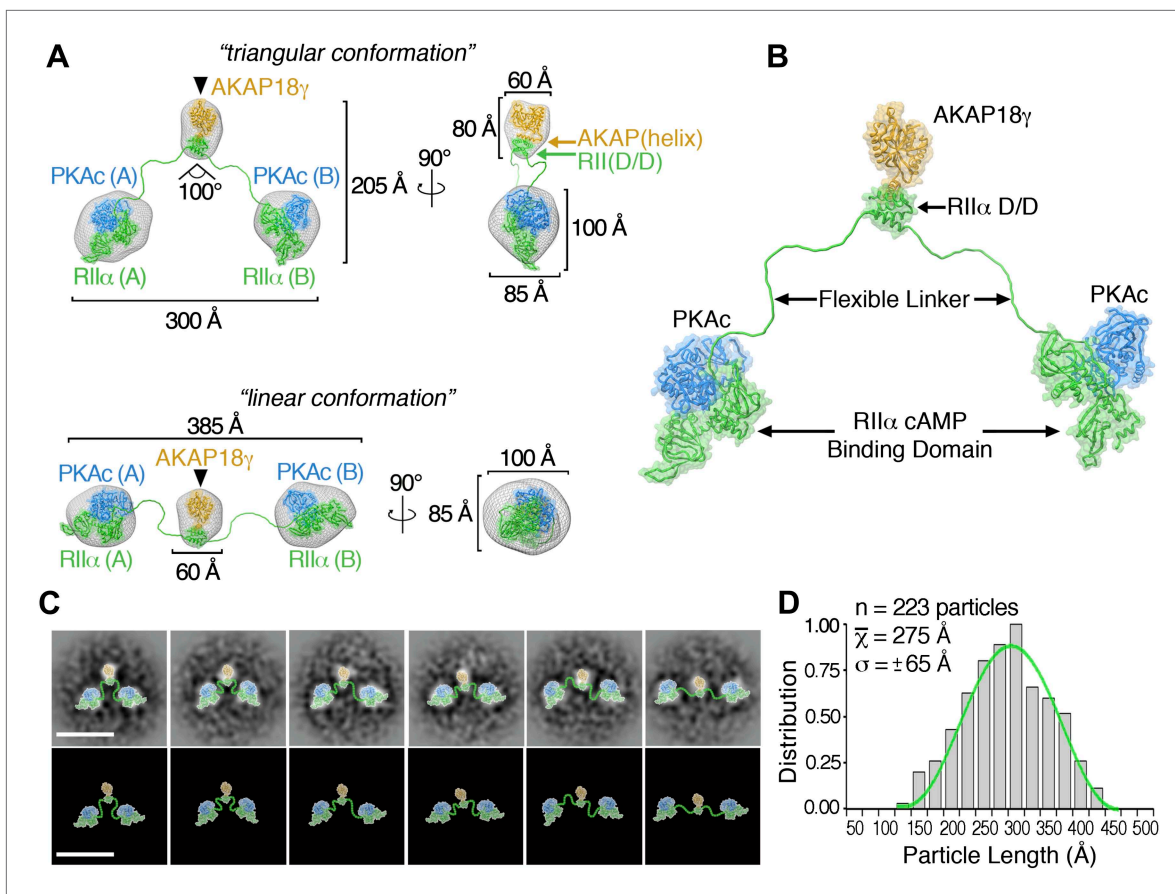 A
"triangular conformation"
AKAP18γ
PKAc (A)
PKAc (B)
100°
205 Å
RIIα (A)
RIIα (B)
300 Å
60 Å
80 Å
AKAP(helix)
RII(D/D)
90°
100 Å
85 Å
"linear conformation"
385 Å
AKAP18γ
PKAc (A)
PKAc (B)
RIIα (A)
RIIα (B)
60 Å
90°
100 Å
85 Å
B
AKAP18γ
RIIα D/D
Flexible Linker
PKAc
PKAc
RIIα cAMP
Binding Domain
C
D
n = 223 particles
χ̅ = 275 Å
σ = ±65 Å
Distribution
1.00
0.75
0.50
0.25
0.00
50 100 200 250 300 350 400 450 500
Particle Length (Å)